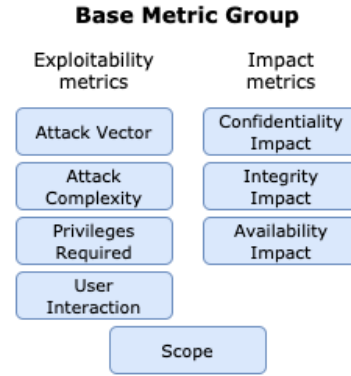 Base Metric Group
Exploitability
metrics
Attack Vector
Attack
Complexity
Privileges
Required
User
Interaction
Impact
metrics
Confidentiality
Impact
Integrity
Impact
Availability
Impact
Scope